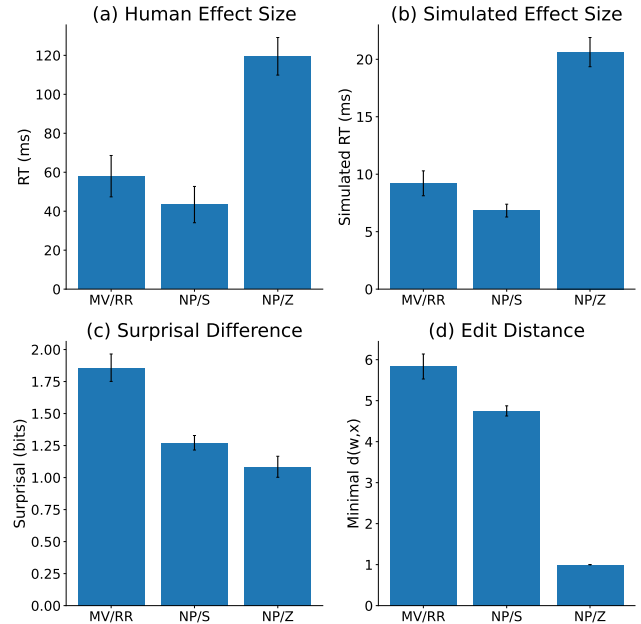 (a) Human Effect Size
RT (ms)
120
100
80
60
40
20
0
MV/RR NP/S NP/Z
(b) Simulated Effect Size
Simulated RT (ms)
20
15
10
5
0
MV/RR NP/S NP/Z
(c) Surprisal Difference
Surprisal (bits)
2.00
1.75
1.50
1.25
1.00
0.75
0.50
0.25
0.00
MV/RR NP/S NP/Z
(d) Edit Distance
Minimal d(w,x)
6
5
4
3
2
1
0
MV/RR NP/S NP/Z